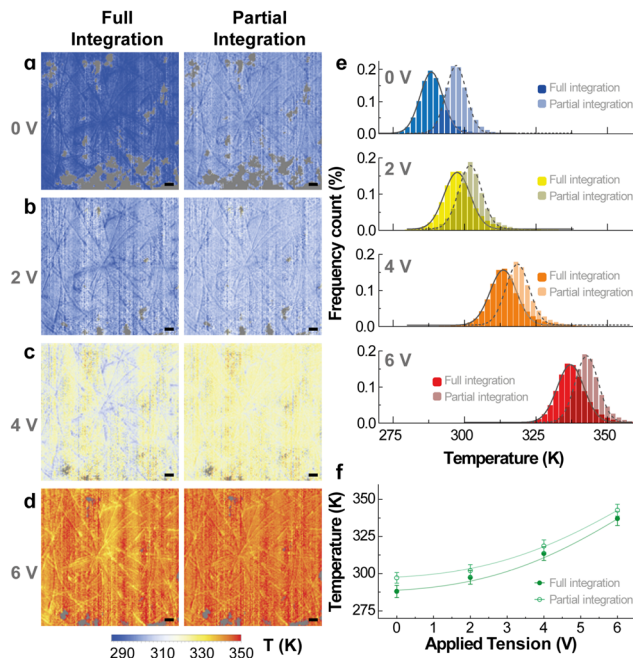 Full Integration
Partial Integration
a
0 V
b
2 V
c
4 V
d
6 V
290 310 330 350 T (K)
e
Frequency count (%)
0 V
0.2
0.1
0.0
Full integration
Partial integration
2 V
0.2
0.1
0.0
Full integration
Partial integration
4 V
0.2
0.1
0.0
Full integration
Partial integration
6 V
0.2
0.1
0.0
Full integration
Partial integration
275 300 325 350
Temperature (K)
f
Temperature (K)
350
325
300
275
Full integration
Partial integration
0 1 2 3 4 5 6
Applied Tension (V)